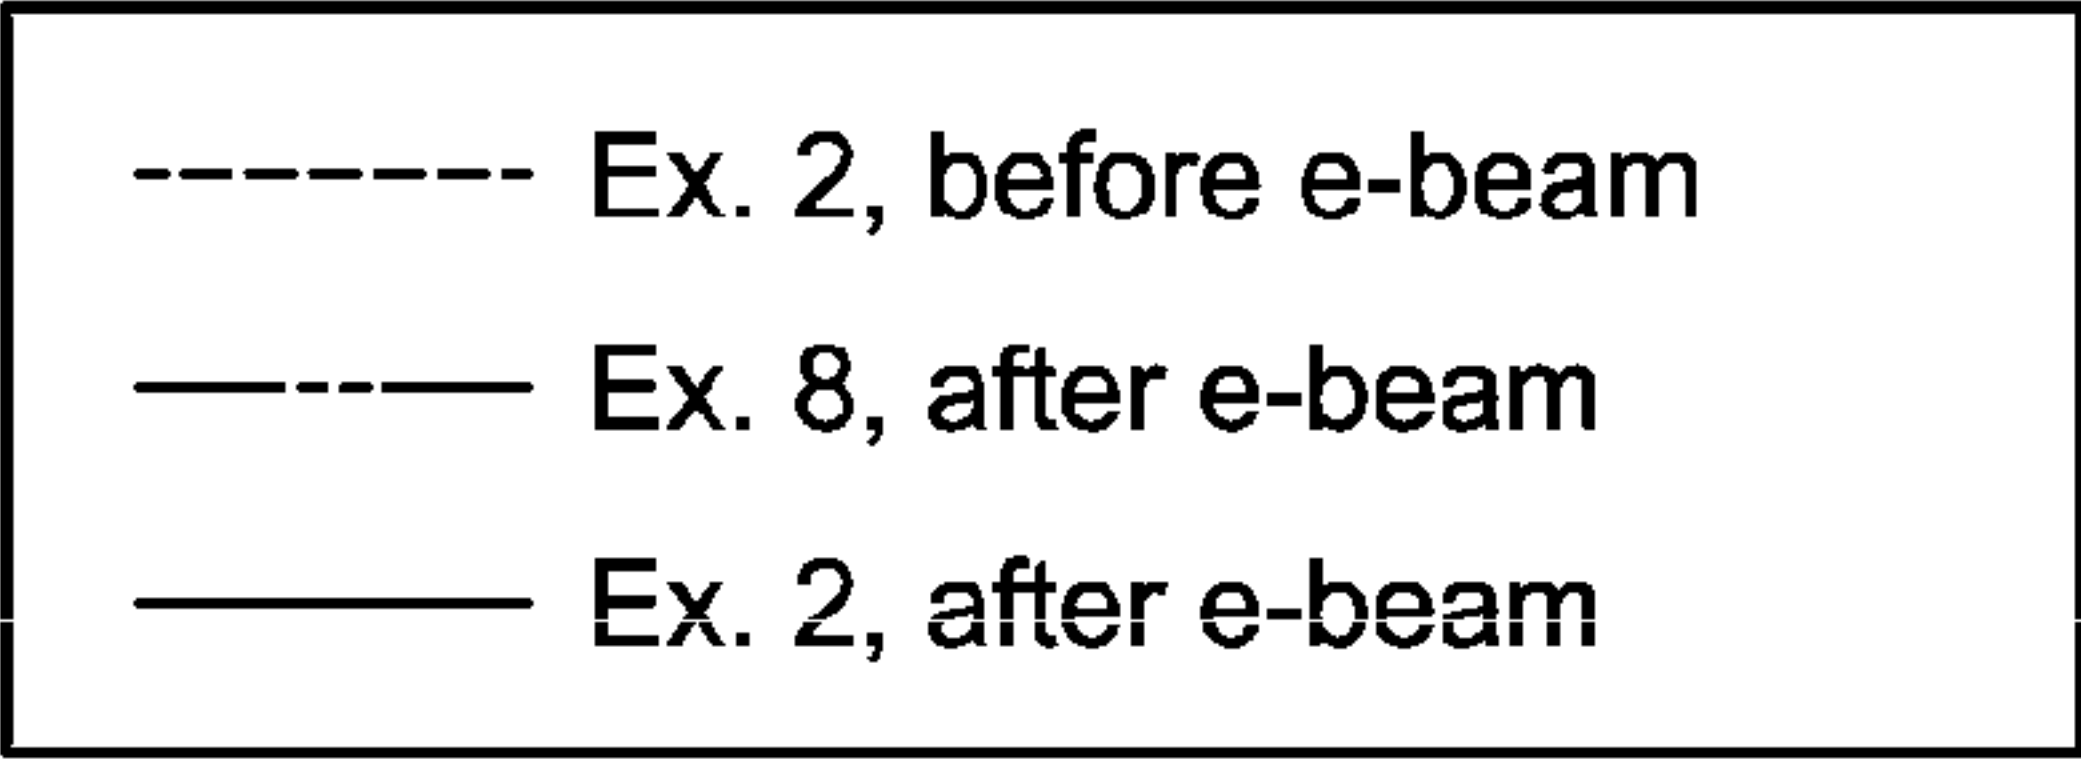 Ex. 2, before e-beam
Ex. 8, after e-beam
Ex. 2, after e-beam